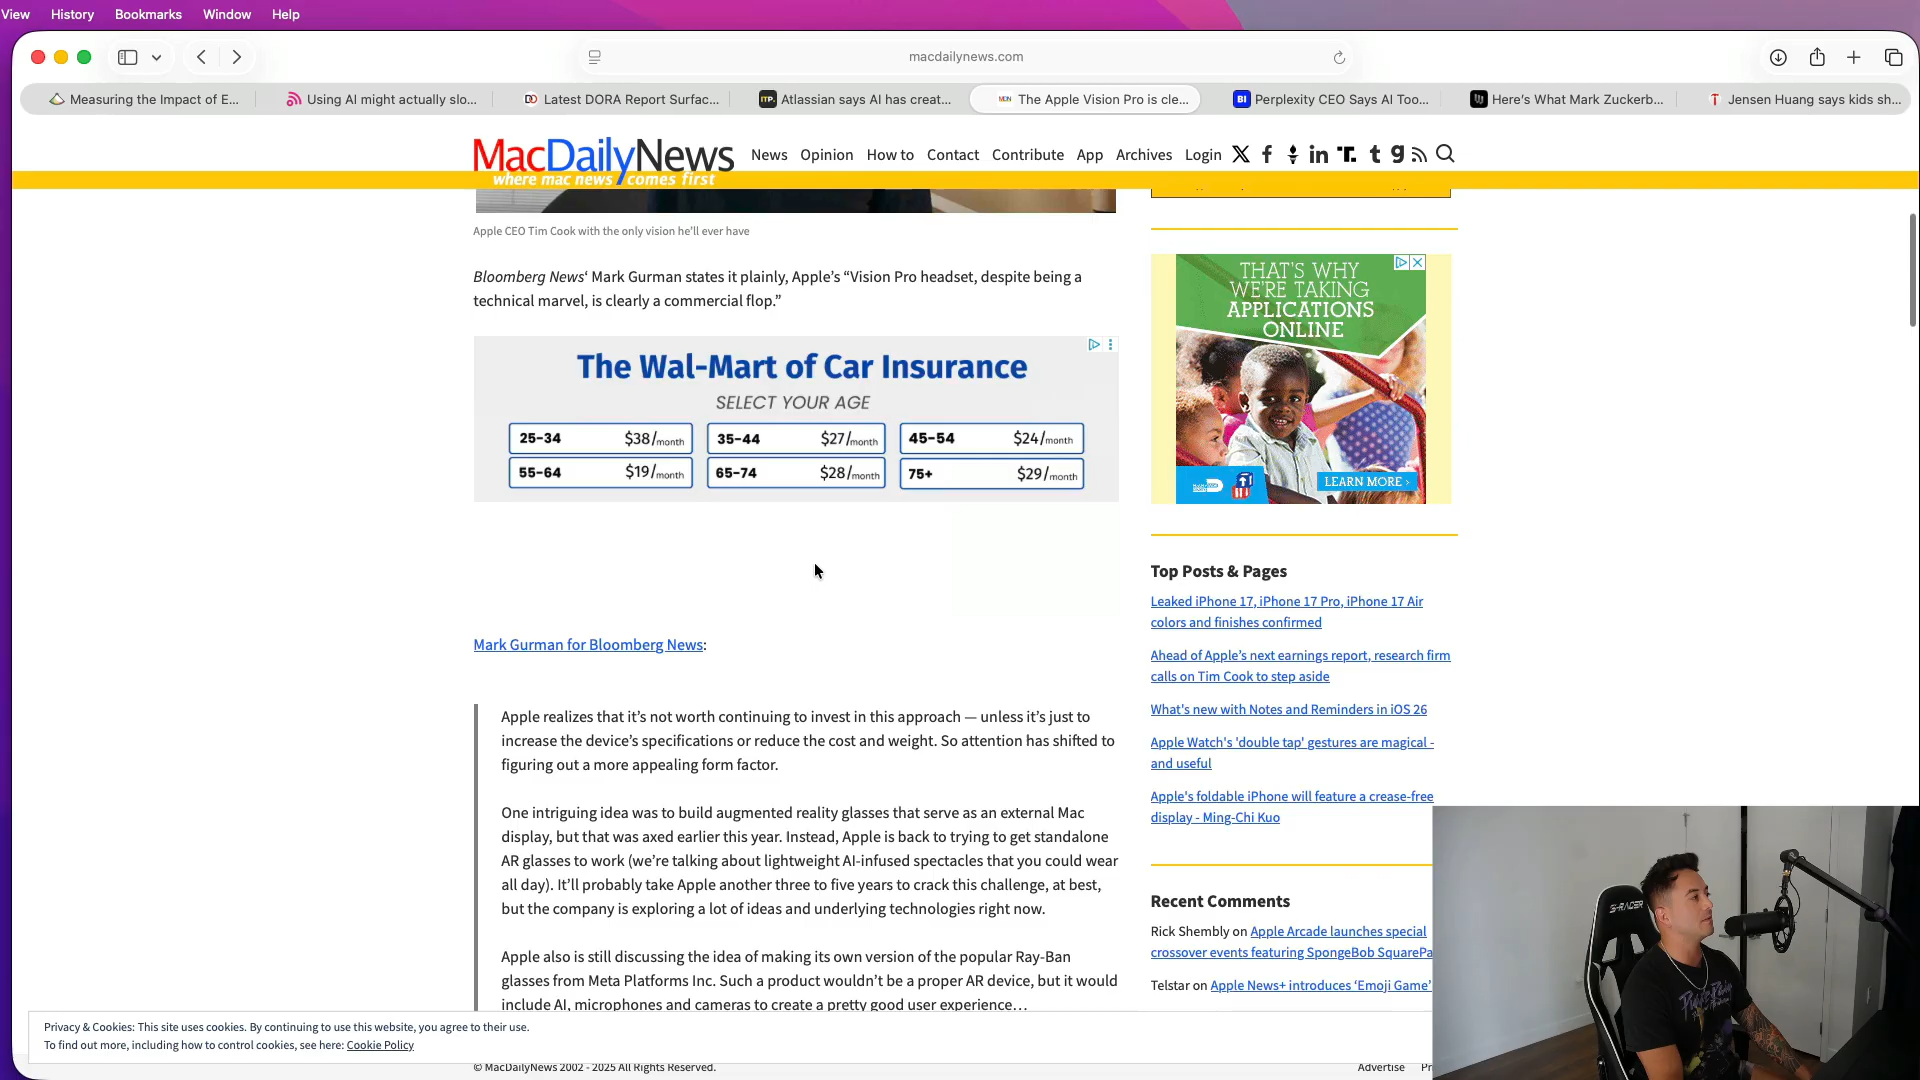 View History Bookmarks Window Help
macdailynews.com
Measuring the Impact of E...
Using AI might actually slo...
Latest DORA Report Surfac...
Atlassian says AI has creat...
The Apple Vision Pro is cle...
Perplexity CEO Says AI Too...
Here's What Mark Zuckerb...
Jensen Huang says kids sh...
MacDailyNews
where mac news comes first
News Opinion How to Contact Contribute App Archives Login
Apple CEO Tim Cook with the only vision he'll ever have
Bloomberg News‘ Mark Gurman states it plainly, Apple's “Vision Pro headset, despite being a
technical marvel, is clearly a commercial flop.”
The Wal-Mart of Car Insurance
SELECT YOUR AGE
25-34 $38/month 35-44 $27/month 45-54 $24/month
55-64 $19/month 65-74 $28/month 75+ $29/month
Mark Gurman for Bloomberg News:
Apple realizes that it's not worth continuing to invest in this approach — unless it's just to
increase the device's specifications or reduce the cost and weight. So attention has shifted to
figuring out a more appealing form factor.
One intriguing idea was to build augmented reality glasses that serve as an external Mac
display, but that was axed earlier this year. Instead, Apple is back to trying to get standalone
AR glasses to work (we're talking about lightweight AI-infused spectacles that you could wear
all day). It'll probably take Apple another three to five years to crack this challenge, at best,
but the company is exploring a lot of ideas and underlying technologies right now.
Apple also is still discussing the idea of making its own version of the popular Ray-Ban
glasses from Meta Platforms Inc. Such a product wouldn't be a proper AR device, but it would
include AI, microphones and cameras to create a pretty good user experience…
THAT'S WHY
WE'RE TAKING
APPLICATIONS
ONLINE
LEARN MORE ›
Top Posts & Pages
Leaked iPhone 17, iPhone 17 Pro, iPhone 17 Air
colors and finishes confirmed
Ahead of Apple's next earnings report, research firm
calls on Tim Cook to step aside
What's new with Notes and Reminders in iOS 26
Apple Watch's 'double tap' gestures are magical -
and useful
Apple's foldable iPhone will feature a crease-free
display - Ming-Chi Kuo
Recent Comments
Rick Shembly on Apple Arcade launches special
crossover events featuring SpongeBob SquarePa
Telstar on Apple News+ introduces ‘Emoji Game’
Privacy & Cookies: This site uses cookies. By continuing to use this website, you agree to their use.
To find out more, including how to control cookies, see here: Cookie Policy
© MacDailyNews 2002 - 2025 All Rights Reserved.
Advertise Pr
S-RACER